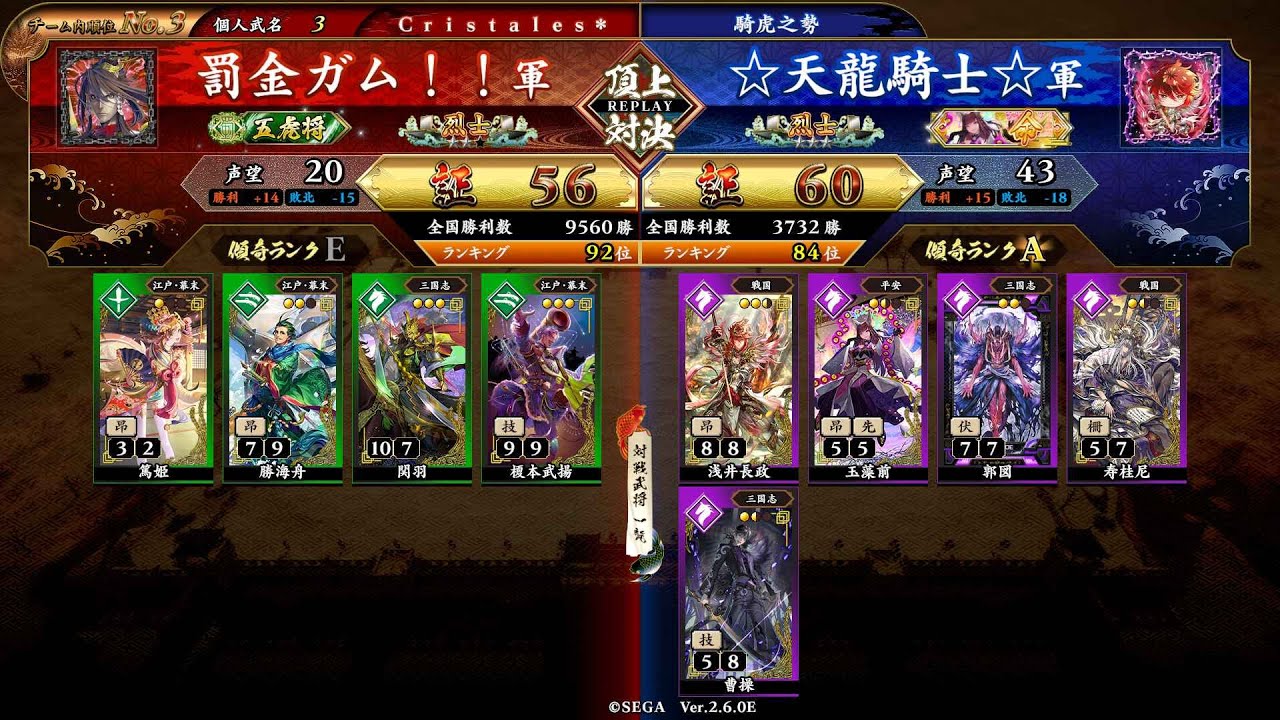 チーム内順位 No.3
個人武名 3
Cristales*
騎虎之勢
罰金ガム！！軍
頂上
REPLAY
対決
☆天龍騎士☆軍
五虎将
烈士
烈士
命
声望 20
勝利 +14 敗北 -15
証 56
証 60
声望 43
勝利 +15 敗北 -18
全国勝利数 9560勝
全国勝利数 3732勝
傾奇ランクE
ランキング 92位
ランキング 84位
傾奇ランクA
江戸・幕末
昂
3 2
篤姫
江戸・幕末
昂
7 9
勝海舟
三国志
10 7
関羽
江戸・幕末
技
9 9
榎本武揚
対戦武将一覧
戦国
昂
8 8
浅井長政
平安
昂 先
5 5
玉藻前
三国志
伏
7 7
郭図
戦国
柵
5 7
寿桂尼
三国志
技
5 8
曹操
©SEGA Ver.2.6.0E